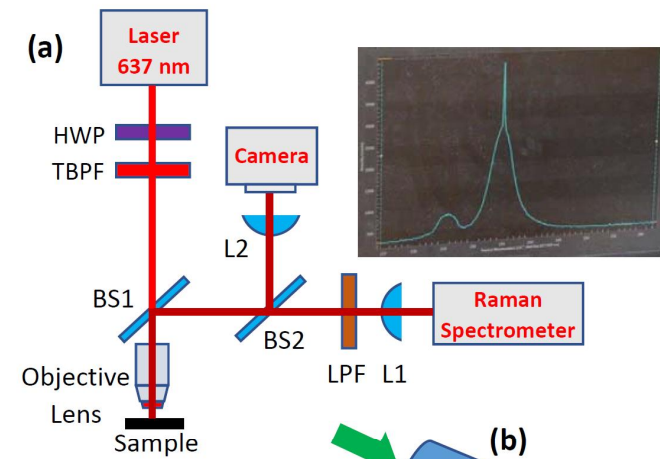 (a)
Laser
637 nm
HWP
TBPF
Camera
L2
BS1
BS2
Raman
Spectrometer
LPF
L1
Objective
Lens
Sample
(b)